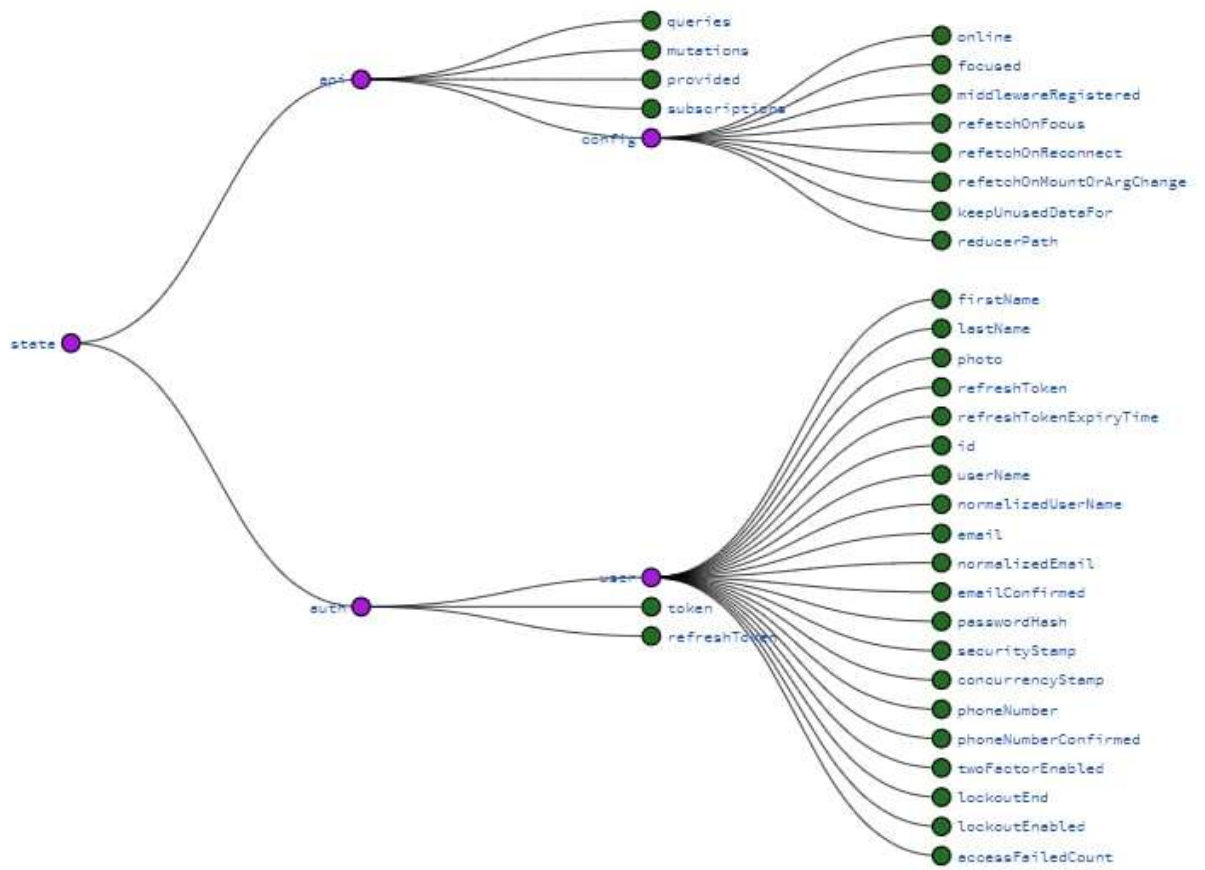 queries
online
mutations
focused
api
provided
middlewareRegistered
subscriptions
refetchOnFocus
config
refetchOnReconnect
refetchOnMountOrArgChange
keepUnusedDataFor
reducerPath
firstName
lastName
state
photo
refreshToken
refreshTokenExpiryTime
id
userName
normalizedUserName
email
normalizedEmail
user
emailConfirmed
auth
token
passwordHash
refreshToken
securityStamp
concurrencyStamp
phoneNumber
phoneNumberConfirmed
twoFactorEnabled
lockoutEnd
lockoutEnabled
accessFailedCount